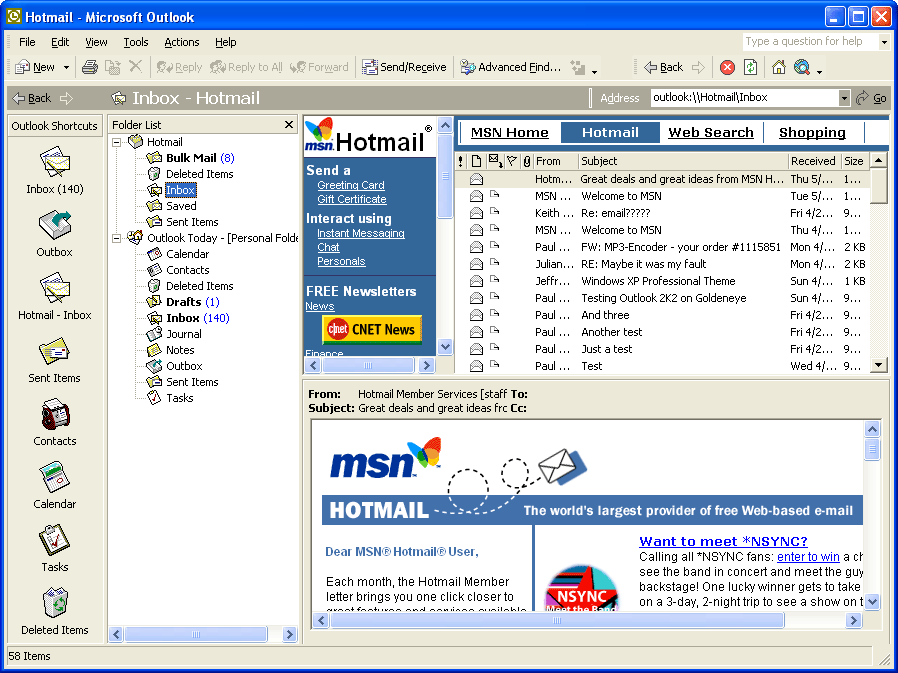 Hotmail - Microsoft Outlook
File Edit View Tools Actions Help
Type a question for help
New Reply Reply to All Forward Send/Receive Advanced Find... Back
Back Inbox - Hotmail Address outlook:\\Hotmail\Inbox Go
Outlook Shortcuts
Inbox (140)
Outbox
Hotmail - Inbox
Sent Items
Contacts
Calendar
Tasks
Deleted Items
Folder List
Hotmail
Bulk Mail (8)
Deleted Items
Inbox
Saved
Sent Items
Outlook Today - [Personal Folde
Calendar
Contacts
Deleted Items
Drafts (1)
Inbox (140)
Journal
Notes
Outbox
Sent Items
Tasks
msn Hotmail®
Send a
Greeting Card
Gift Certificate
Interact using
Instant Messaging
Chat
Personals
FREE Newsletters
News
c|net CNET News
Finance
MSN Home Hotmail Web Search Shopping
! From Subject Received Size
Hotm... Great deals and great ideas from MSN H... Thu 5/... 1...
MSN ... Welcome to MSN Tue 5/... 1...
Keith ... Re: email????? Fri 4/2... 9...
MSN ... Welcome to MSN Thu 4/... 1...
Paul ... FW: MP3-Encoder - your order #1115851 Mon 4/... 2 KB
Julian... RE: Maybe it was my fault Mon 4/... 2 KB
Jeffr... Windows XP Professional Theme Sun 4/... 1 KB
Paul ... Testing Outlook 2K2 on Goldeneye Sun 4/... 9...
Paul ... And three Fri 4/2... 9...
Paul ... Another test Fri 4/2... 9...
Paul ... Just a test Fri 4/2... 9...
Paul ... Test Wed 4/... 9...
From: Hotmail Member Services [staff To:
Subject: Great deals and great ideas frc Cc:
msn
HOTMAIL The world's largest provider of free Web-based e-mail
Dear MSN® Hotmail® User,
Each month, the Hotmail Member
letter brings you one click closer to
great features and services available
NSYNC
Meet the Band
Want to meet *NSYNC?
Calling all *NSYNC fans: enter to win a ch
see the band in concert and meet the guy
backstage! One lucky winner gets to take
on a 3-day, 2-night trip to see a show on t
58 Items